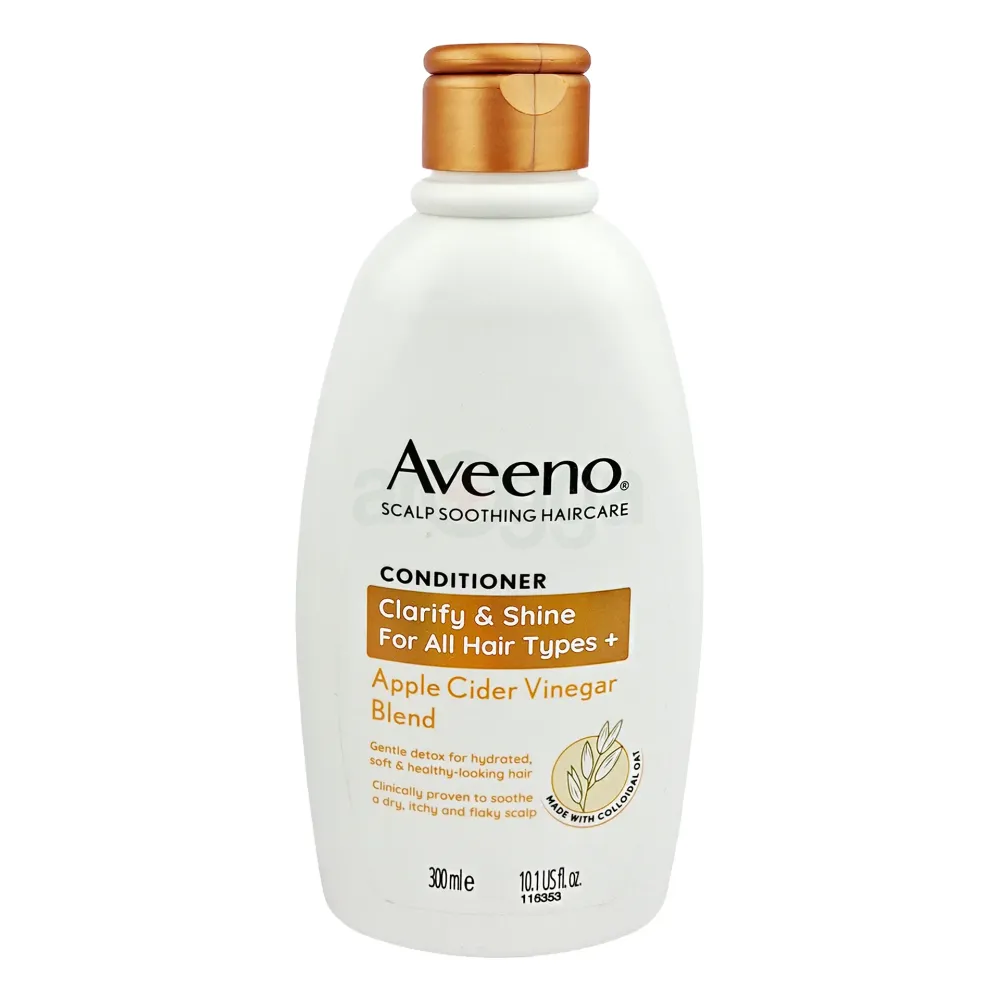 Aveeno®
SCALP SOOTHING HAIRCARE
CONDITIONER
Clarify & Shine
For All Hair Types +
Apple Cider Vinegar
Blend
Gentle detox for hydrated,
soft & healthy-looking hair
Clinically proven to soothe
a dry, itchy and flaky scalp
MADE WITH COLLOIDAL OAT
300 ml e 10.1 US fl. oz.
116353